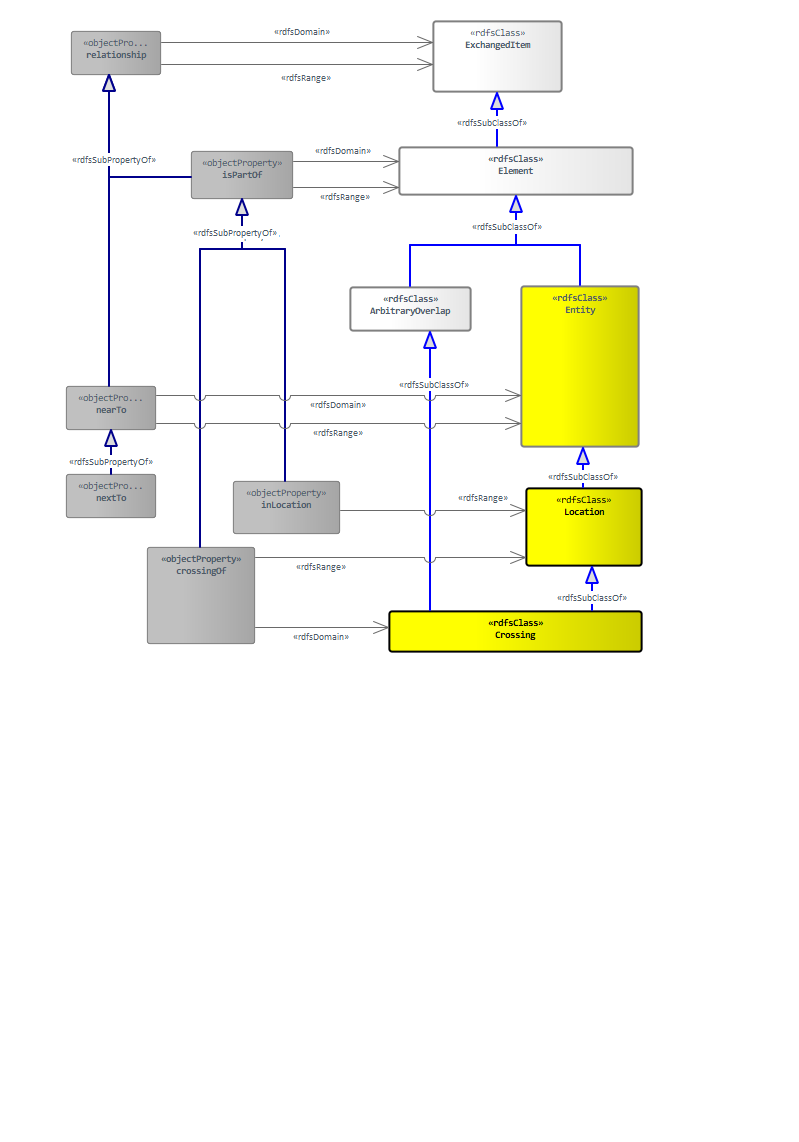 «rdfsDomain»
«rdfsClass»
ExchangedItem
«objectPro...
relationship
«rdfsRange»
«rdfsSubClassOf»
«rdfsDomain»
«rdfsClass»
Element
«rdfsSubPropertyOf»
«objectProperty»
isPartOf
«rdfsRange»
«rdfsSubPropertyOf»
«rdfsSubClassOf»
«rdfsClass»
ArbitraryOverlap
«rdfsClass»
Entity
«rdfsSubClassOf»
«objectPro...
nearTo
«rdfsDomain»
«rdfsRange»
«rdfsSubPropertyOf»
«rdfsSubClassOf»
«objectPro...
nextTo
«objectProperty»
inLocation
«rdfsRange»
«rdfsClass»
Location
«objectProperty»
crossingOf
«rdfsRange»
«rdfsSubClassOf»
«rdfsDomain»
«rdfsClass»
Crossing